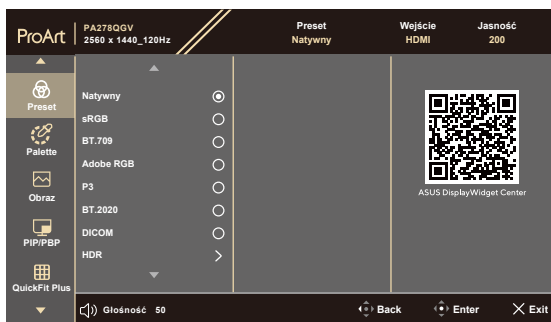 ProArt
PA278QGV
2560 x 1440_120Hz
Preset
Natywny
Wejście
HDMI
Jasność
200
Preset
Palette
Obraz
PIP/PBP
QuickFit Plus
Natywny
sRGB
BT.709
Adobe RGB
P3
BT.2020
DICOM
HDR
ASUS DisplayWidget Center
Głośność 50
Back
Enter
Exit